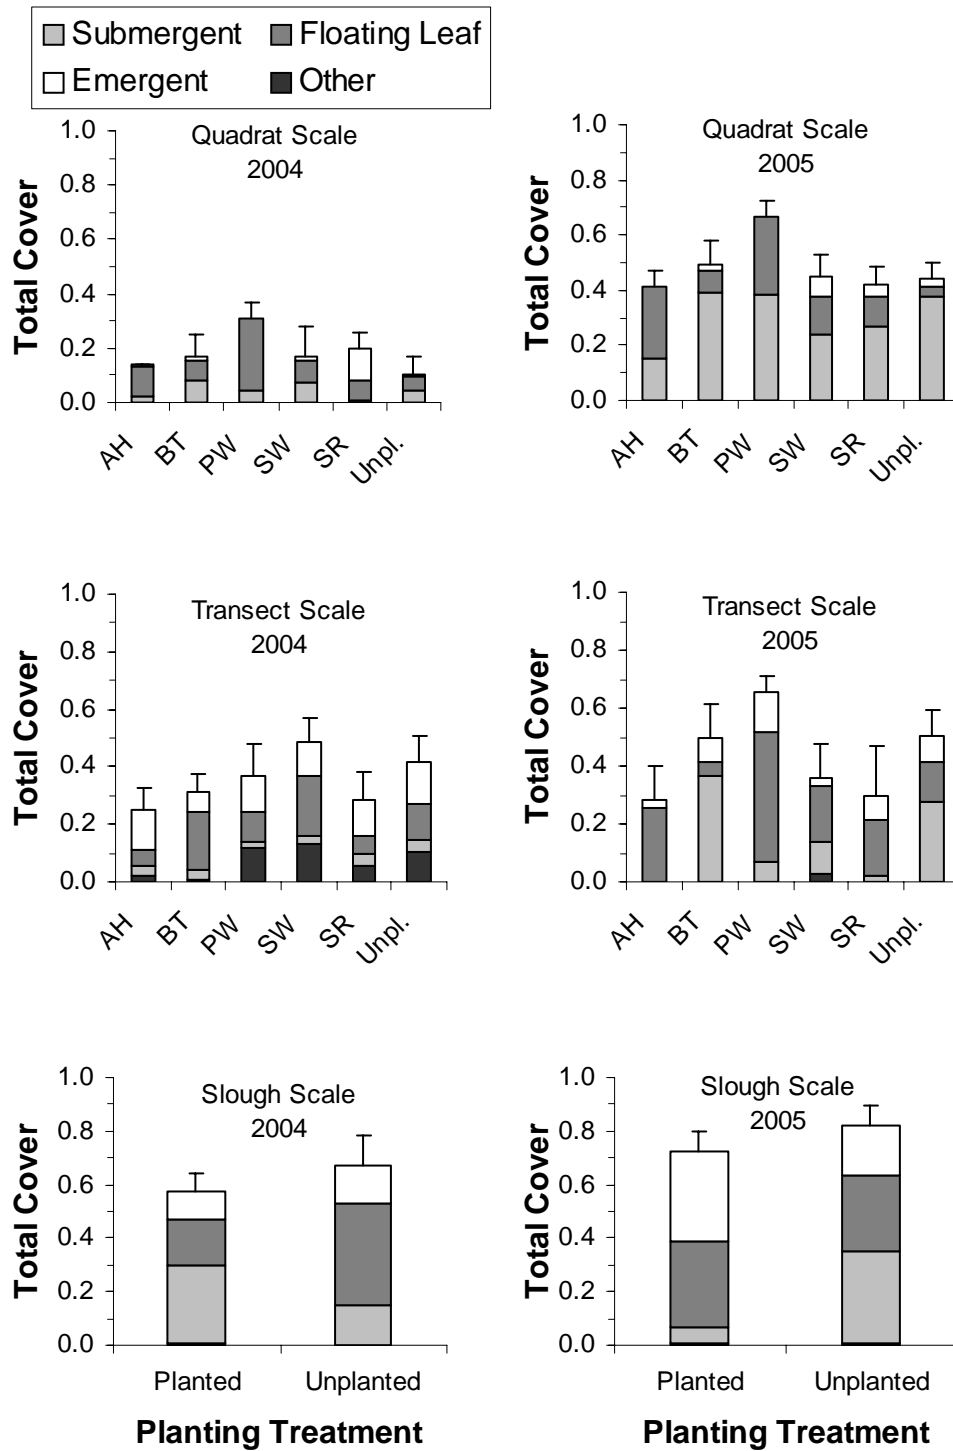 Submergent Floating Leaf
Emergent Other
Quadrat Scale
2004
Total Cover
1.0
0.8
0.6
0.4
0.2
0.0
AH BT PW SW SR Unpl.
Quadrat Scale
2005
Total Cover
1.0
0.8
0.6
0.4
0.2
0.0
AH BT PW SW SR Unpl.
Transect Scale
2004
Total Cover
1.0
0.8
0.6
0.4
0.2
0.0
AH BT PW SW SR Unpl.
Transect Scale
2005
Total Cover
1.0
0.8
0.6
0.4
0.2
0.0
AH BT PW SW SR Unpl.
Slough Scale
2004
Total Cover
1.0
0.8
0.6
0.4
0.2
0.0
Planted Unplanted
Planting Treatment
Slough Scale
2005
Total Cover
1.0
0.8
0.6
0.4
0.2
0.0
Planted Unplanted
Planting Treatment